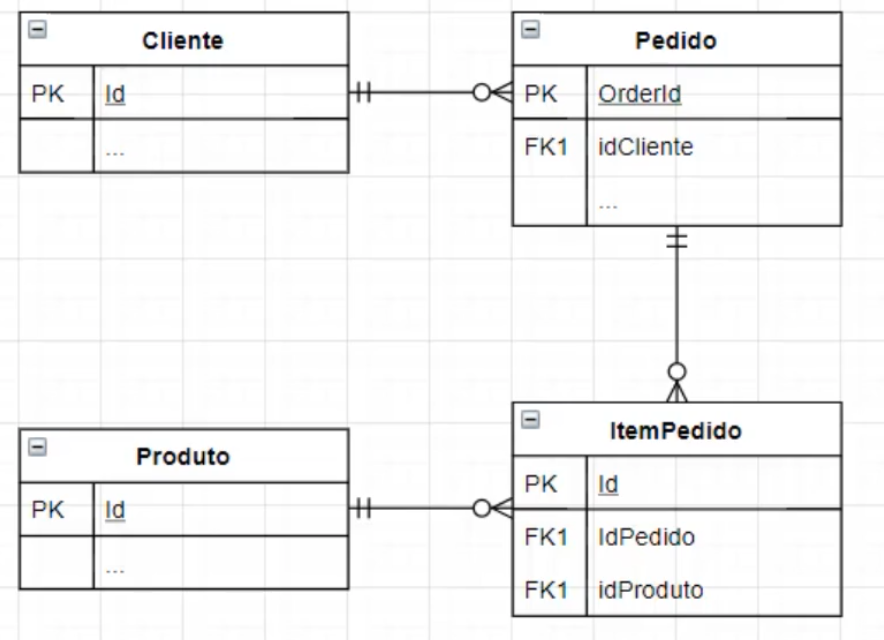 Cliente
PK Id
...
Pedido
PK OrderId
FK1 idCliente
...
Produto
PK Id
...
ItemPedido
PK Id
FK1 IdPedido
FK1 idProduto